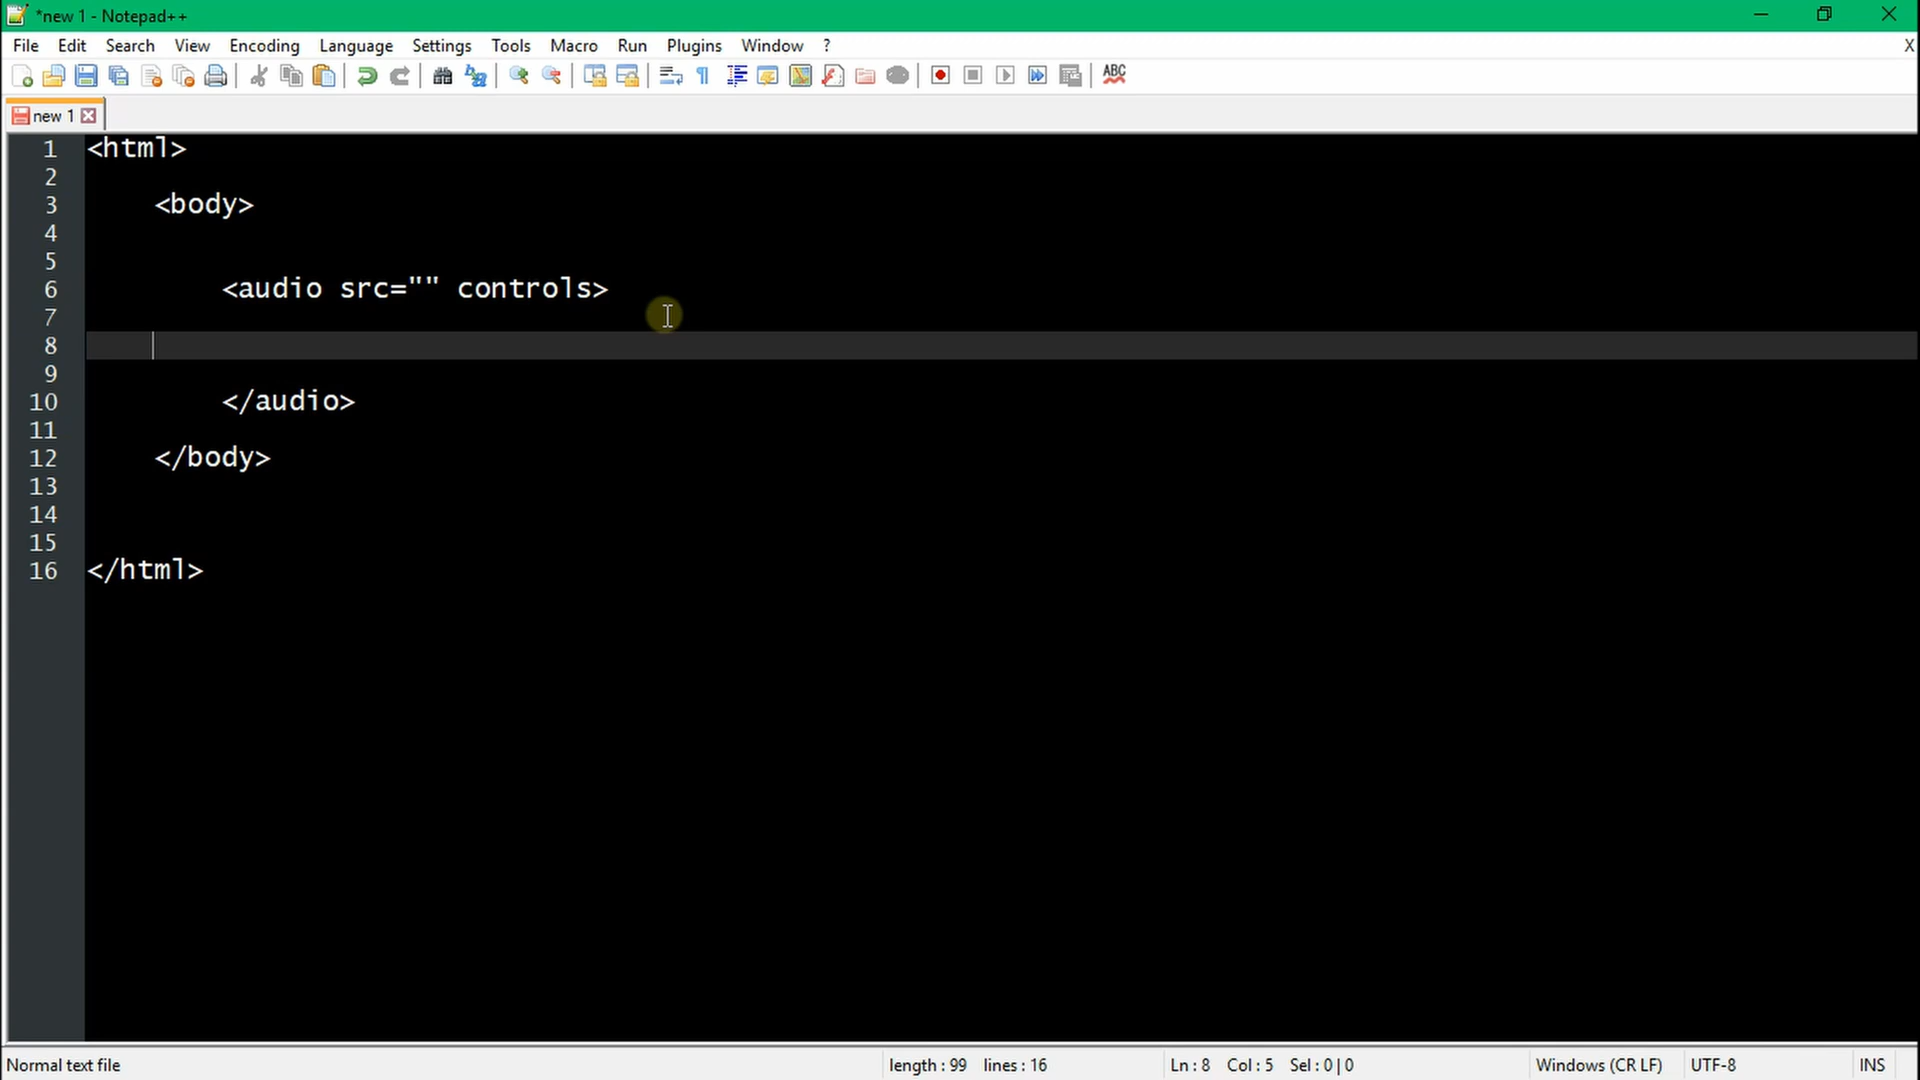 *new 1 - Notepad++
File Edit Search View Encoding Language Settings Tools Macro Run Plugins Window ? X
ABC
new 1
1 <html>
2
3 <body>
4
5
6 <audio src="" controls>
7
8
9
10 </audio>
11
12 </body>
13
14
15
16 </html>
Normal text file length : 99 lines : 16 Ln : 8 Col : 5 Sel : 0 | 0 Windows (CR LF) UTF-8 INS